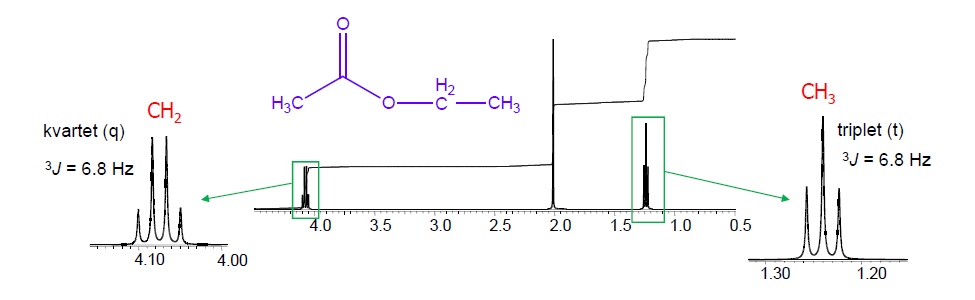 O
H₃C
O
H₂
C
CH₃
CH₂
kvartet (q)
³J = 6.8 Hz
CH₃
triplet (t)
³J = 6.8 Hz
4.0 3.5 3.0 2.5 2.0 1.5 1.0 0.5
4.10 4.00
1.30 1.20